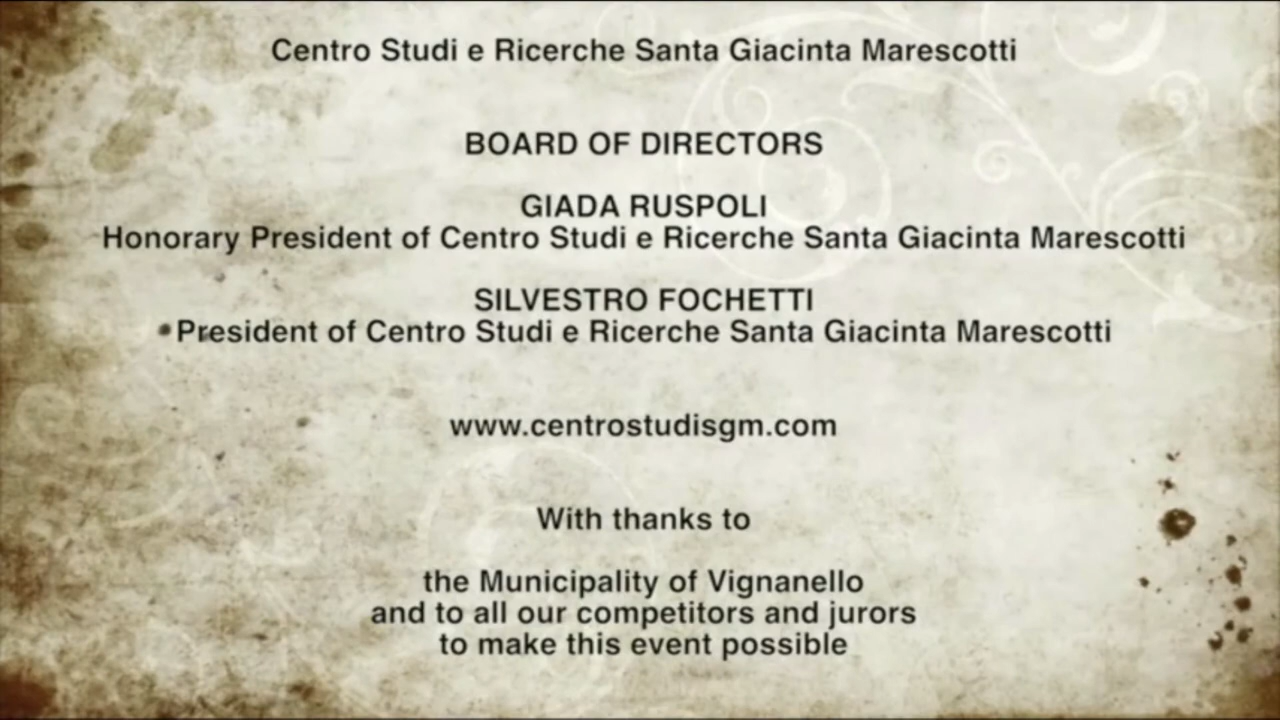 Centro Studi e Ricerche Santa Giacinta Marescotti
BOARD OF DIRECTORS
GIADA RUSPOLI
Honorary President of Centro Studi e Ricerche Santa Giacinta Marescotti
SILVESTRO FOCHETTI
President of Centro Studi e Ricerche Santa Giacinta Marescotti
www.centrostudisgm.com
With thanks to
the Municipality of Vignanello
and to all our competitors and jurors
to make this event possible